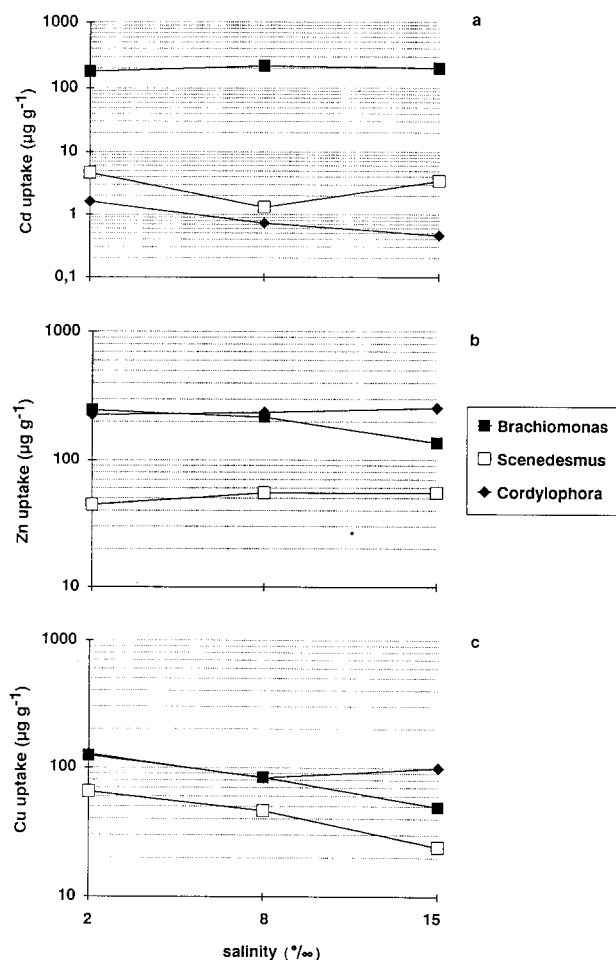 a
1000
100
10
1
0,1
Cd uptake (µg g⁻¹)
b
1000
100
10
Zn uptake (µg g⁻¹)
Brachiomonas
Scenedesmus
Cordylophora
c
1000
100
10
Cu uptake (µg g⁻¹)
2 8 15
salinity (°/∞)